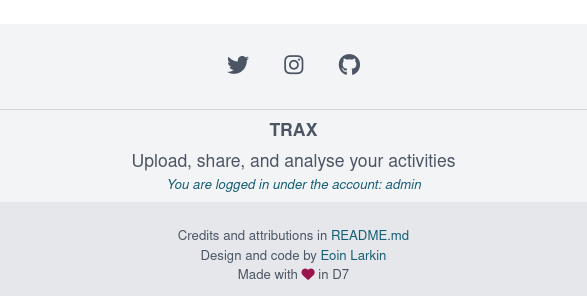 TRAX
Upload, share, and analyse your activities
You are logged in under the account: admin
Credits and attributions in README.md
Design and code by Eoin Larkin
Made with ❤ in D7